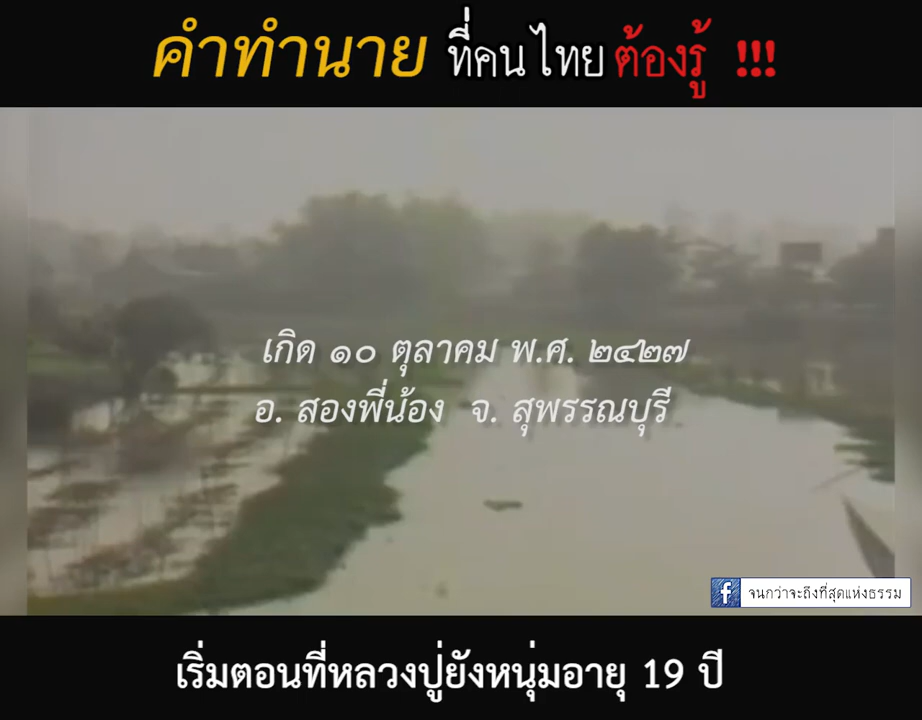 คำทำนาย ที่คนไทย ต้องรู้ !!!
เกิด ๑๐ ตุลาคม พ.ศ. ๒๔๒๗
อ. สองพี่น้อง จ. สุพรรณบุรี
f จนกว่าจะถึงที่สุดแห่งธรรม
เริ่มตอนที่หลวงปู่ยังหนุ่มอายุ 19 ปี